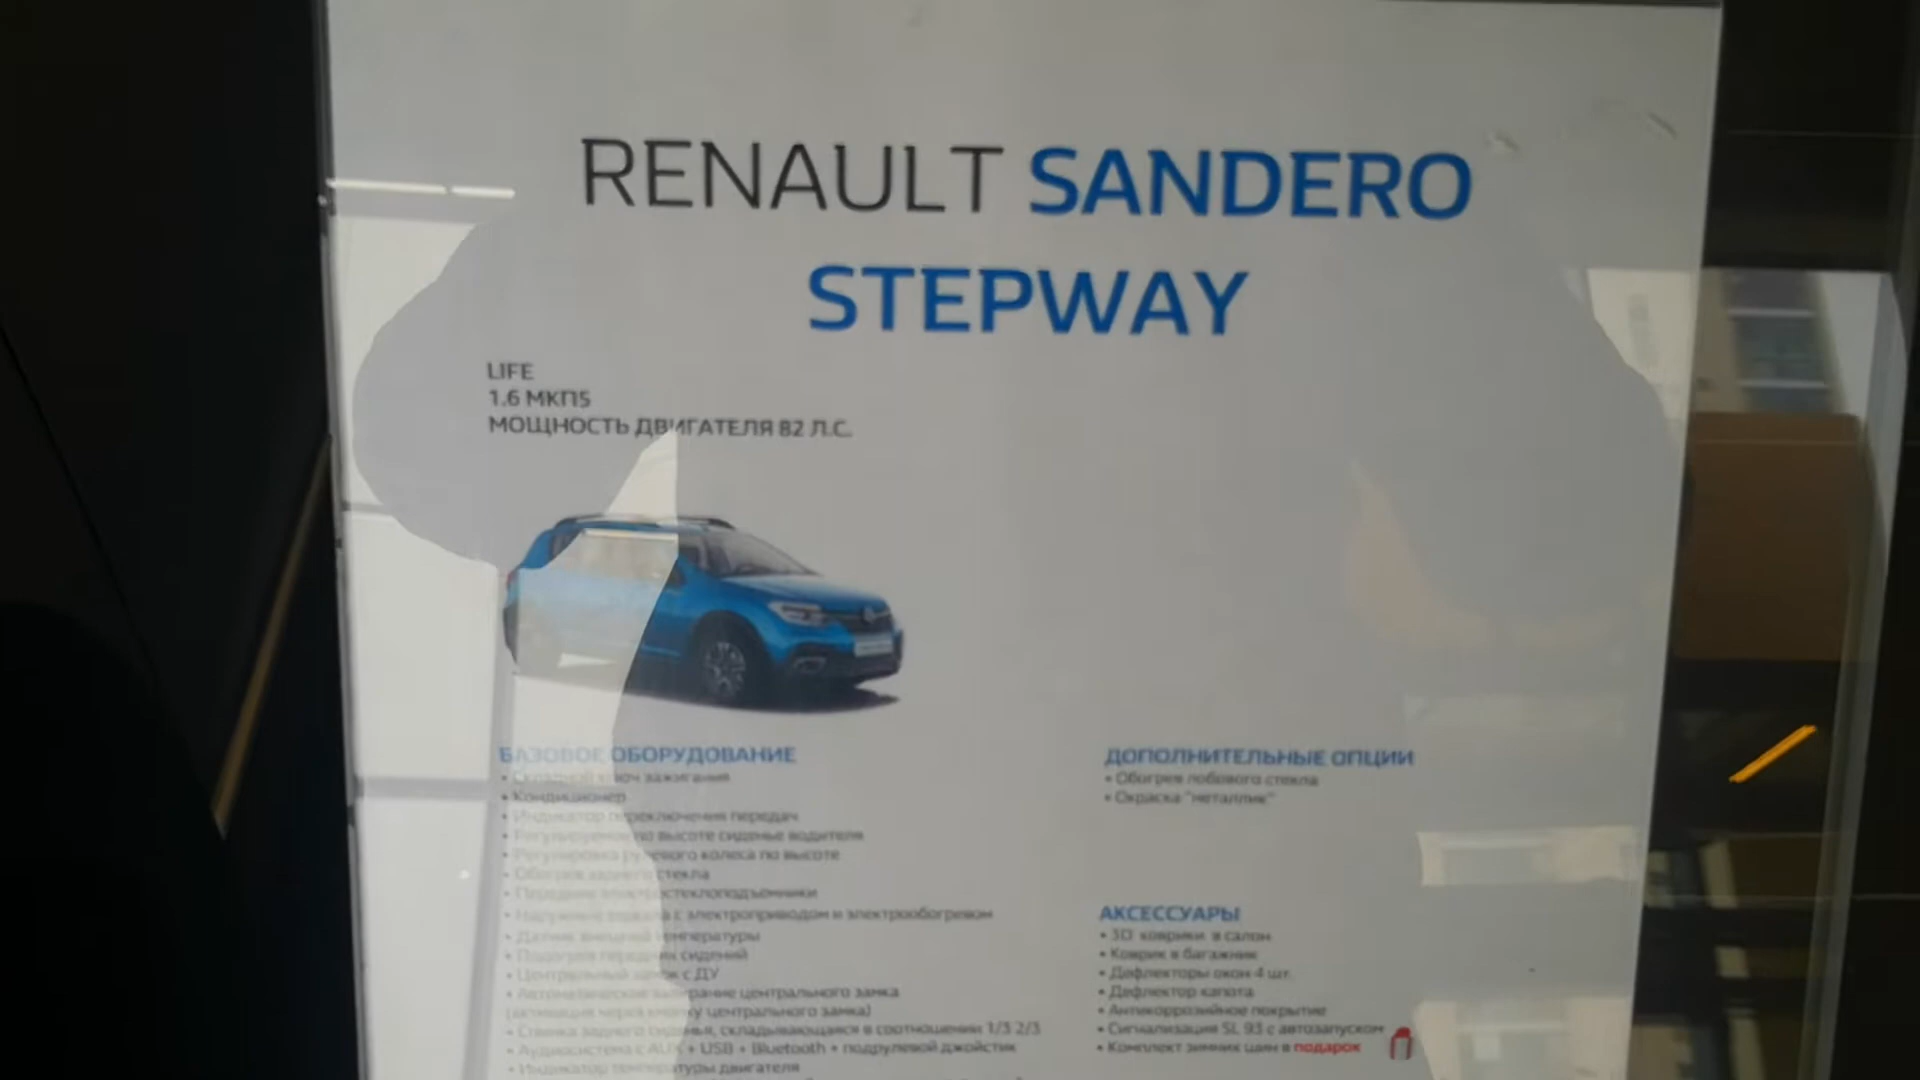 RENAULT SANDERO
STEPWAY
LIFE
1.6 МКП5
МОЩНОСТЬ ДВИГАТЕЛЯ 82 Л.С.
БАЗОВОЕ ОБОРУДОВАНИЕ
• Складной ключ зажигания
• Кондиционер
• Индикатор переключения передач
• Регулируемое по высоте сиденье водителя
• Регулировка рулевого колеса по высоте
• Обогрев заднего стекла
• Передние электростеклоподъемники
• Наружные зеркала с электроприводом и электрообогревом
• Датчик внешней температуры
• Подогрев передних сидений
• Центральный замок с ДУ
• Автоматическое запирание центрального замка
(активация через кнопку центрального замка)
• Спинка заднего сиденья, складывающаяся в соотношении 1/3 2/3
• Аудиосистема с AUX + USB + Bluetooth + подрулевой джойстик
• Индикатор температуры двигателя
ДОПОЛНИТЕЛЬНЫЕ ОПЦИИ
• Обогрев лобового стекла
• Окраска "металлик"
АКСЕССУАРЫ
• 3D коврики в салон
• Коврик в багажник
• Дефлекторы окон 4 шт.
• Дефлектор капота
• Антикоррозийное покрытие
• Сигнализация SL 93 с автозапуском
• Комплект зимних шин в подарок